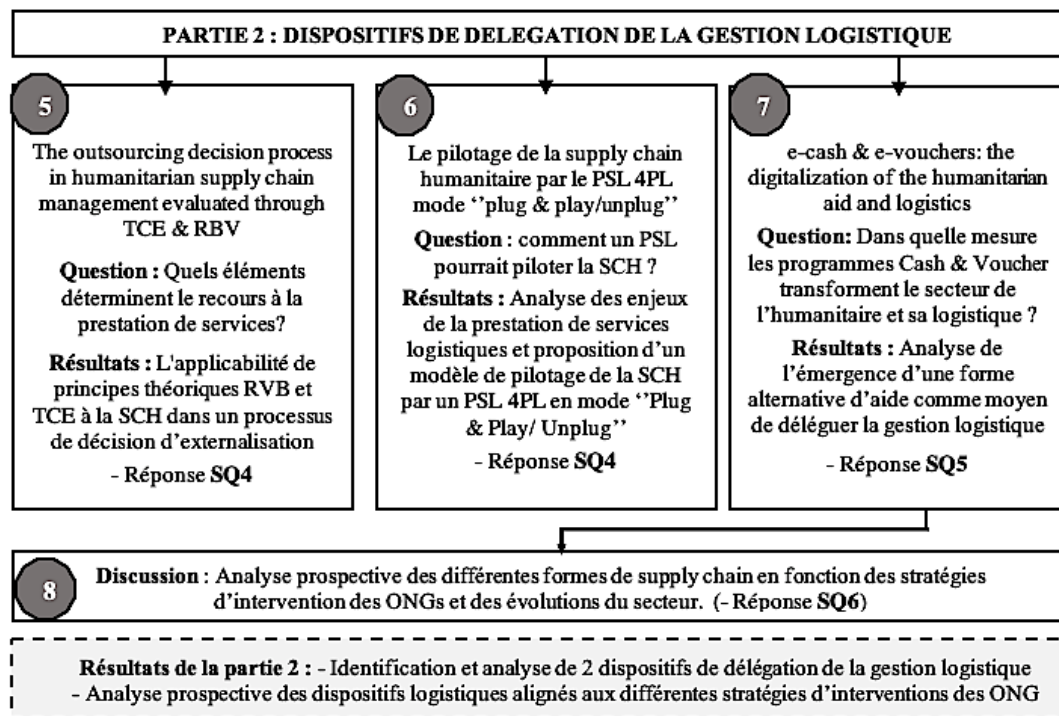 PARTIE 2 : DISPOSITIFS DE DELEGATION DE LA GESTION LOGISTIQUE
5
The outsourcing decision process
in humanitarian supply chain
management evaluated through
TCE & RBV
Question : Quels éléments
déterminent le recours à la
prestation de services?
Résultats : L'applicabilité de
principes théoriques RVB et
TCE à la SCH dans un processus
de décision d'externalisation
- Réponse SQ4
6
Le pilotage de la supply chain
humanitaire par le PSL 4PL
mode ‘’plug & play/unplug’’
Question : comment un PSL
pourrait piloter la SCH ?
Résultats : Analyse des enjeux
de la prestation de services
logistiques et proposition d’un
modèle de pilotage de la SCH
par un PSL 4PL en mode ‘’Plug
& Play/ Unplug’’
- Réponse SQ4
7
e-cash & e-vouchers: the
digitalization of the humanitarian
aid and logistics
Question: Dans quelle mesure
les programmes Cash & Voucher
transforment le secteur de
l’humanitaire et sa logistique ?
Résultats : Analyse de
l’émergence d’une forme
alternative d’aide comme moyen
de déléguer la gestion logistique
- Réponse SQ5
8
Discussion : Analyse prospective des différentes formes de supply chain en fonction des stratégies
d’intervention des ONGs et des évolutions du secteur. (- Réponse SQ6)
Résultats de la partie 2 : - Identification et analyse de 2 dispositifs de délégation de la gestion logistique
- Analyse prospective des dispositifs logistiques alignés aux différentes stratégies d’interventions des ONG